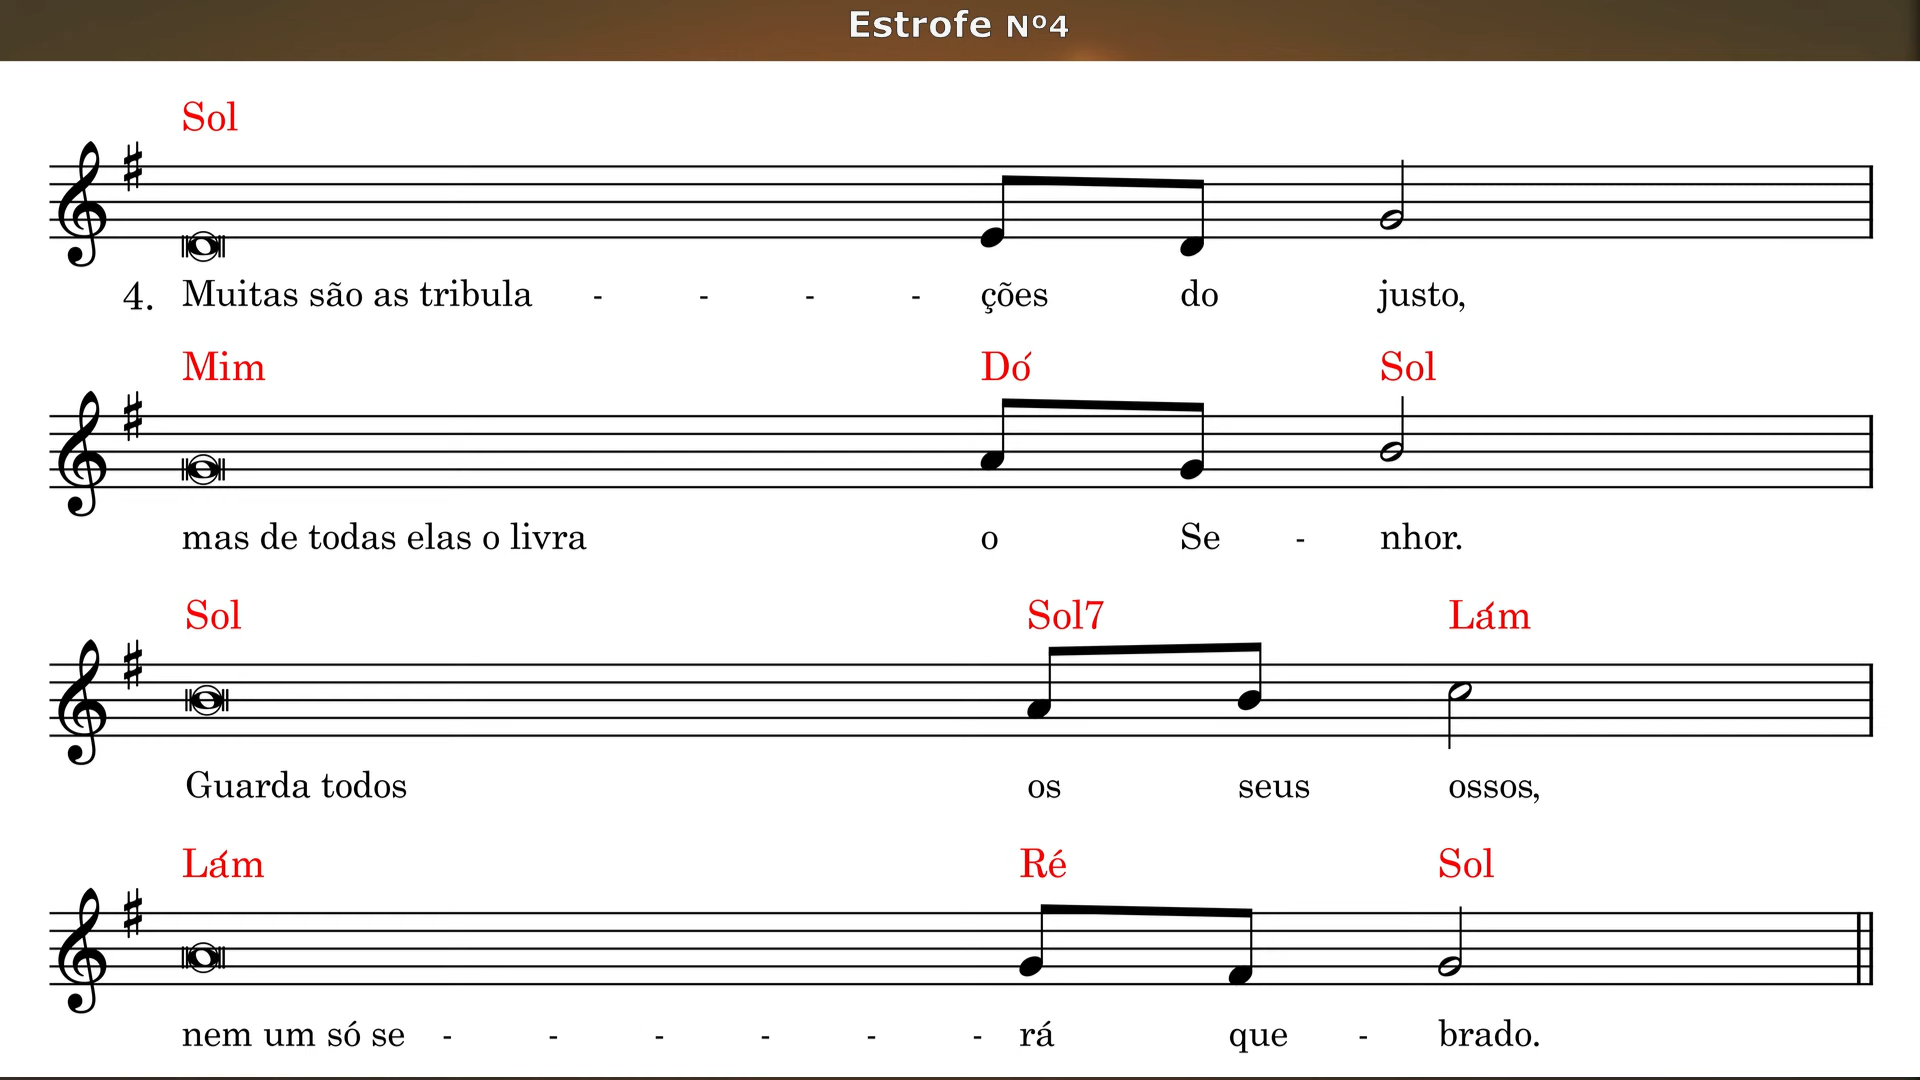 Estrofe Nº4
Sol
4. Muitas são as tribula - - - - ções do justo,
Mim Dó Sol
mas de todas elas o livra o Se - nhor.
Sol Sol7 Lám
Guarda todos os seus ossos,
Lám Ré Sol
nem um só se - - - - - - rá que - brado.